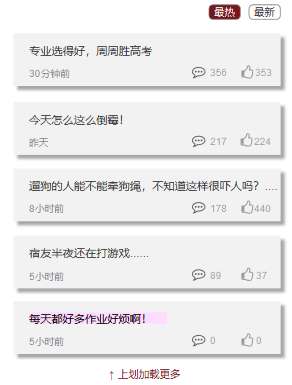 最热 最新
专业选得好，周周胜高考
30分钟前 356 353
今天怎么这么倒霉！
昨天 217 224
遛狗的人能不能牵狗绳，不知道这样很吓人吗？....
8小时前 178 440
宿友半夜还在打游戏……
5小时前 89 37
每天都好多作业好烦啊！
5小时前 0 0
↑ 上划加载更多